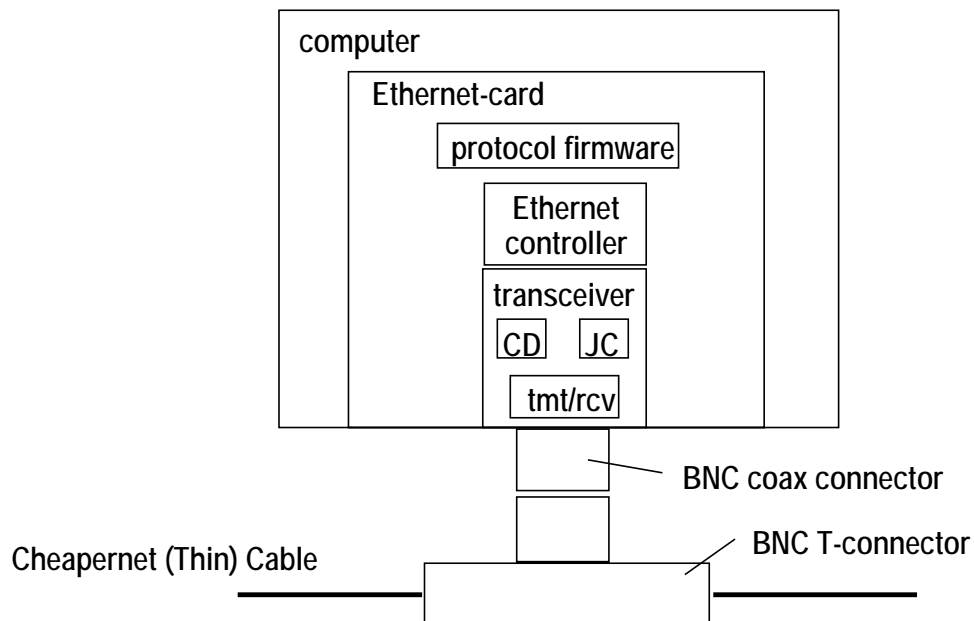 computer
Ethernet-card
protocol firmware
Ethernet
controller
transceiver
CD JC
tmt/rcv
BNC coax connector
BNC T-connector
Cheapernet (Thin) Cable